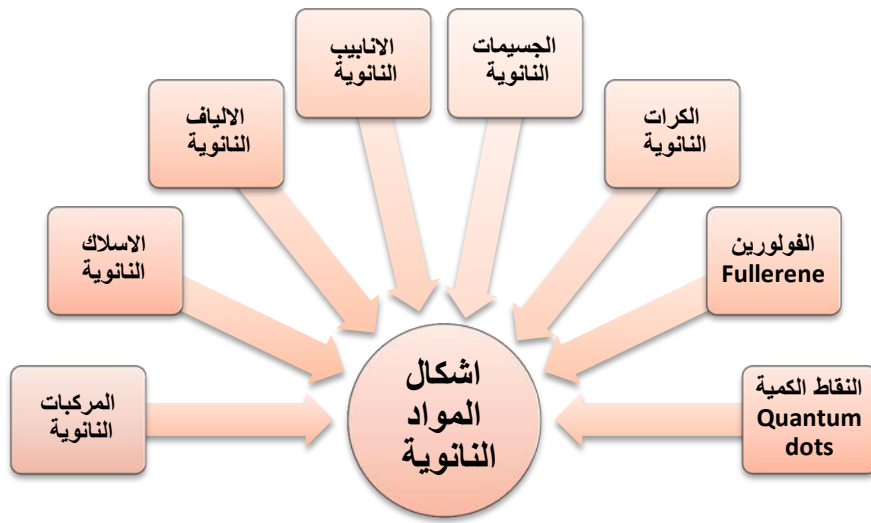 النقاط الكمية
Quantum
dots
الفولورين
Fullerene
الكرات
النانوية
الجسيمات
النانوية
الانابيب
النانوية
الالياف
النانوية
الاسلاك
النانوية
المركبات
النانوية
اشكال
المواد
النانوية